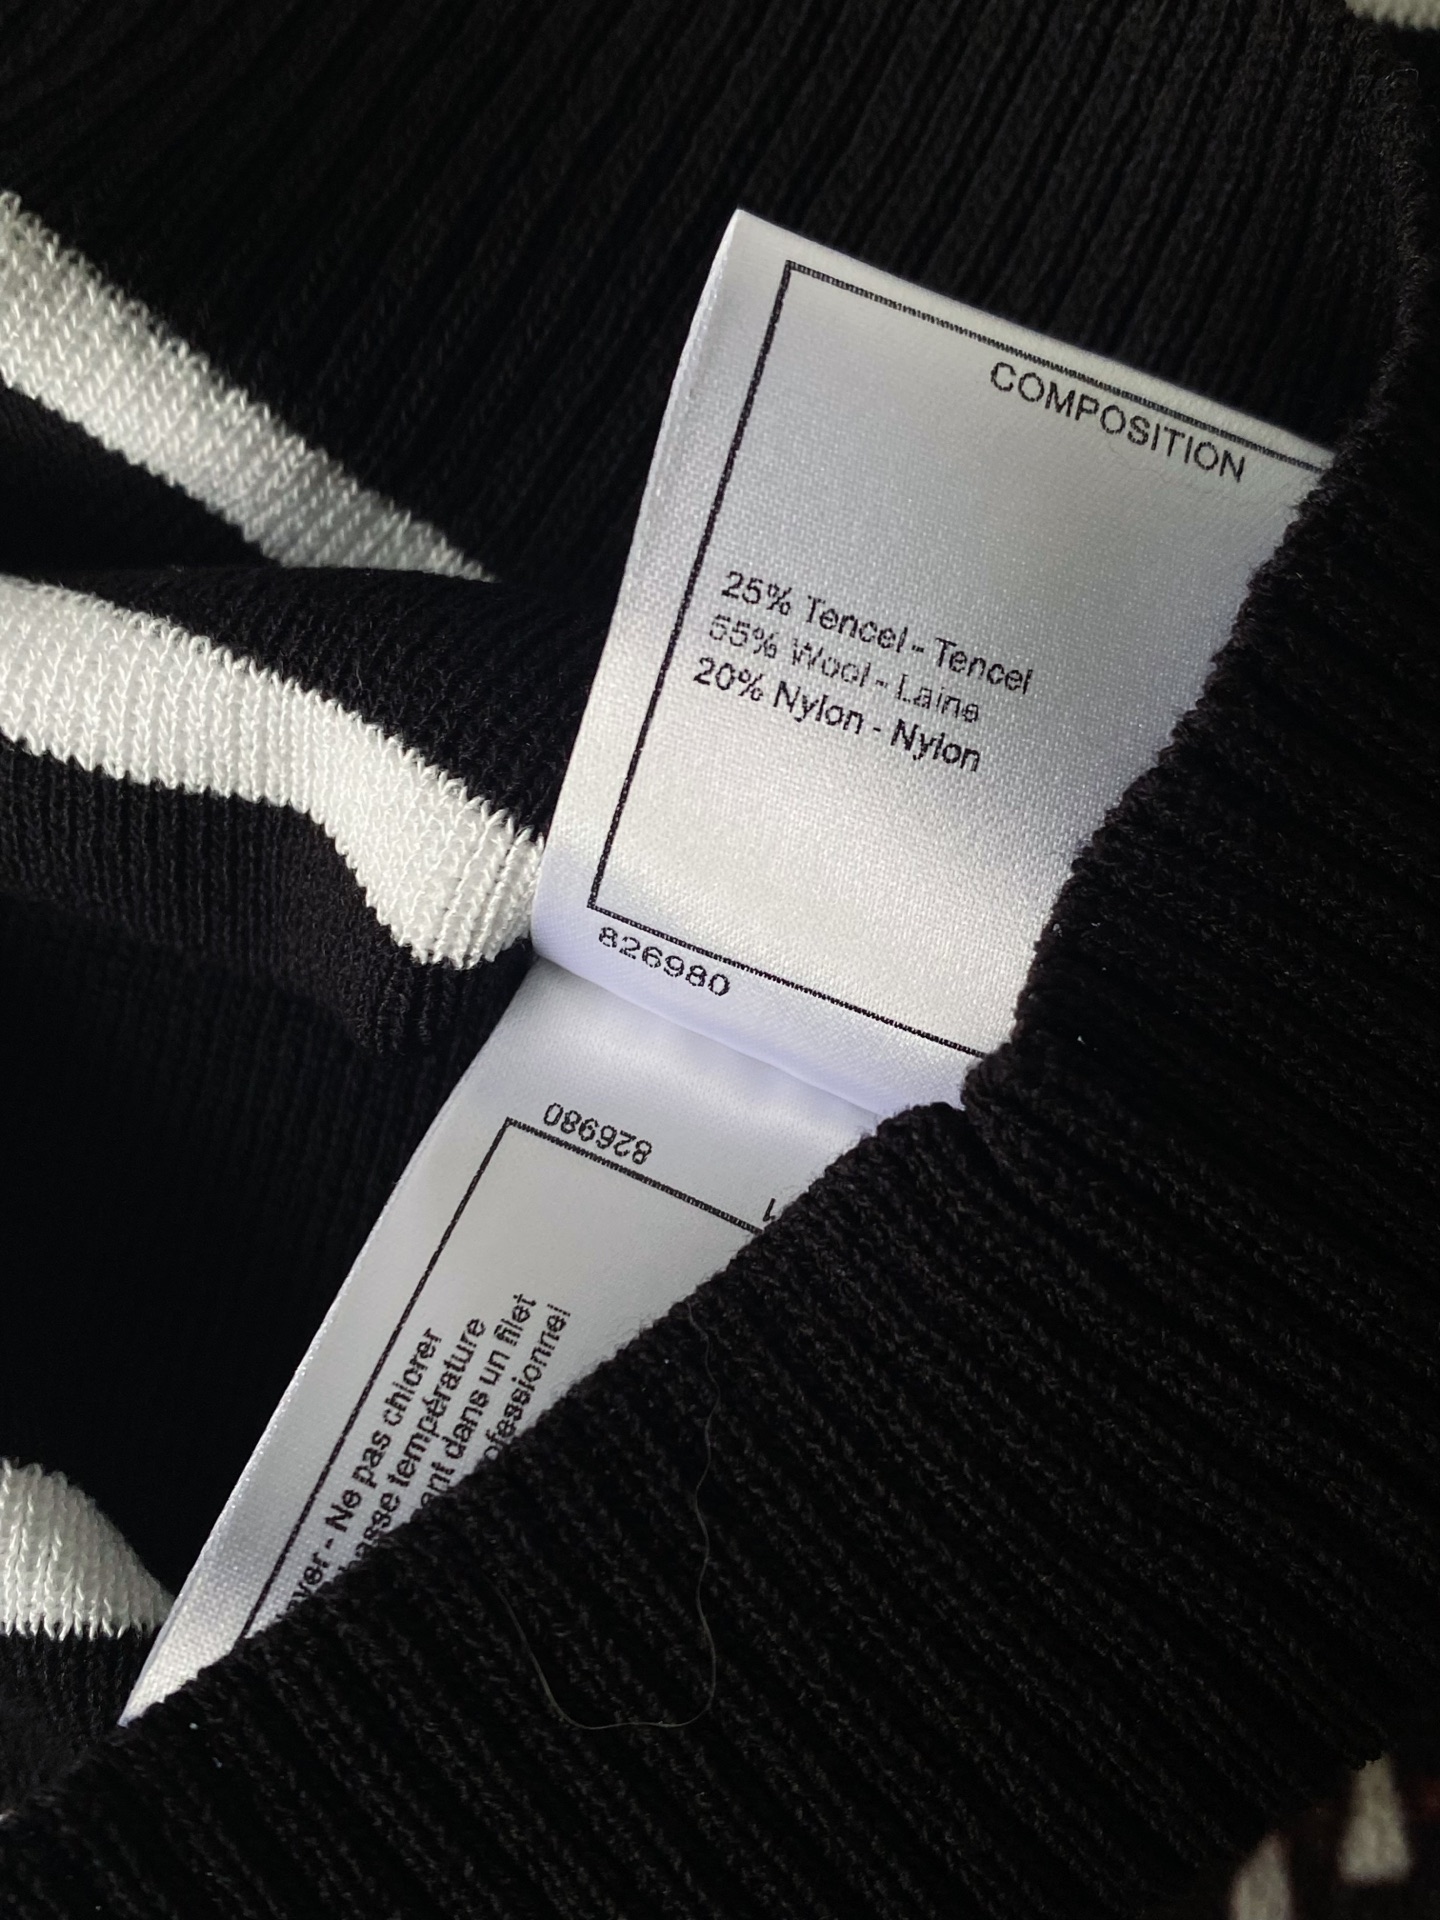 COMPOSITION
25% Tencel - Tencel
55% Wool - Laine
20% Nylon - Nylon
826980
826980
1
- Ne pas chlorer
température
dans un filet